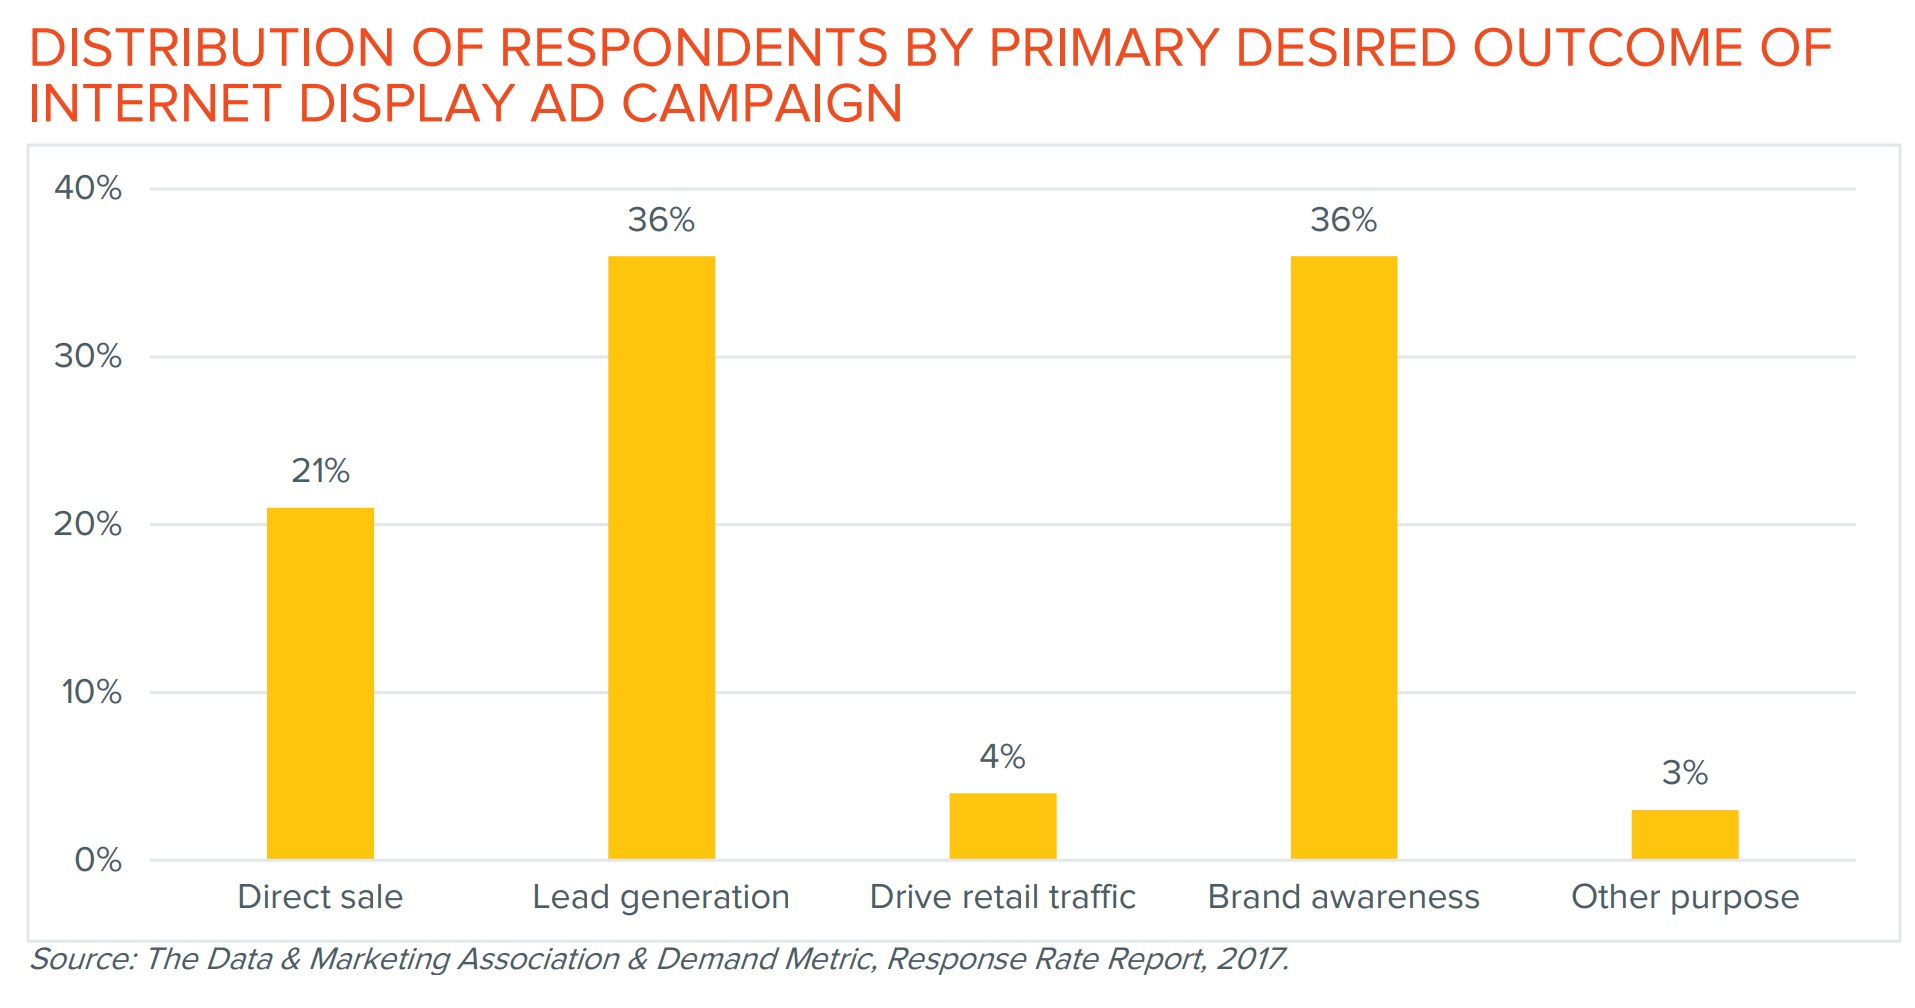 DISTRIBUTION OF RESPONDENTS BY PRIMARY DESIRED OUTCOME OF
INTERNET DISPLAY AD CAMPAIGN
40%
36%
36%
30%
21%
20%
10%
4%
3%
0%
Direct sale
Lead generation
Drive retail traffic
Brand awareness
Other purpose
Source: The Data & Marketing Association & Demand Metric, Response Rate Report, 2017.